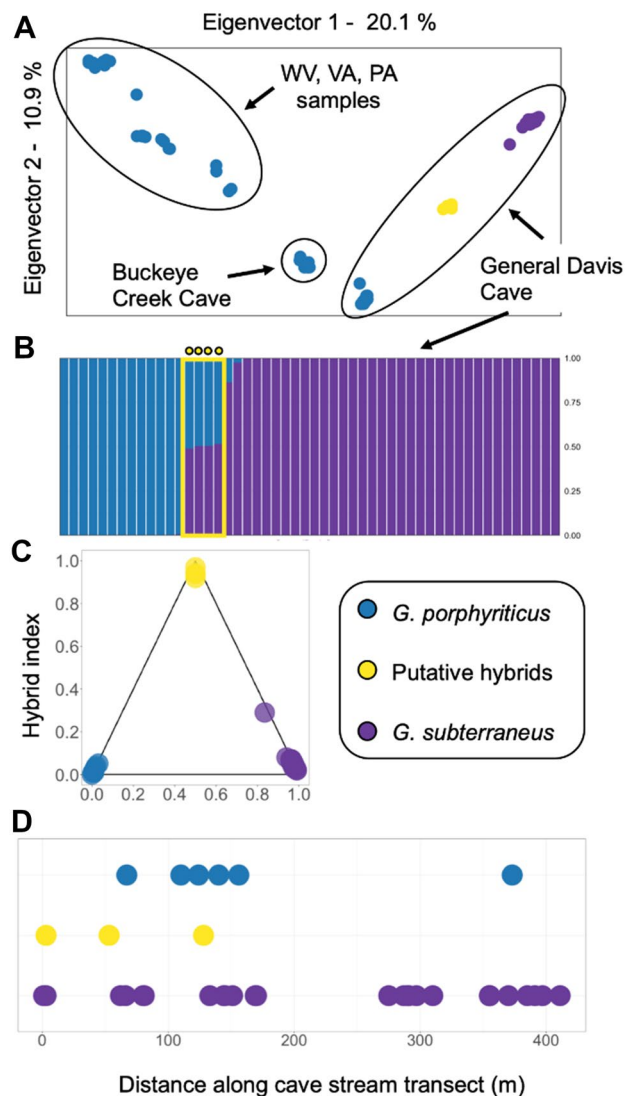 A
Eigenvector 1 - 20.1 %
Eigenvector 2 - 10.9 %
WV, VA, PA
samples
Buckeye
Creek Cave
General Davis
Cave
B
1.00
0.75
0.50
0.25
0.00
C
Hybrid index
1.0
0.8
0.6
0.4
0.2
0.0
0.0 0.2 0.4 0.6 0.8 1.0
G. porphyriticus
Putative hybrids
G. subterraneus
D
0 100 200 300 400
Distance along cave stream transect (m)